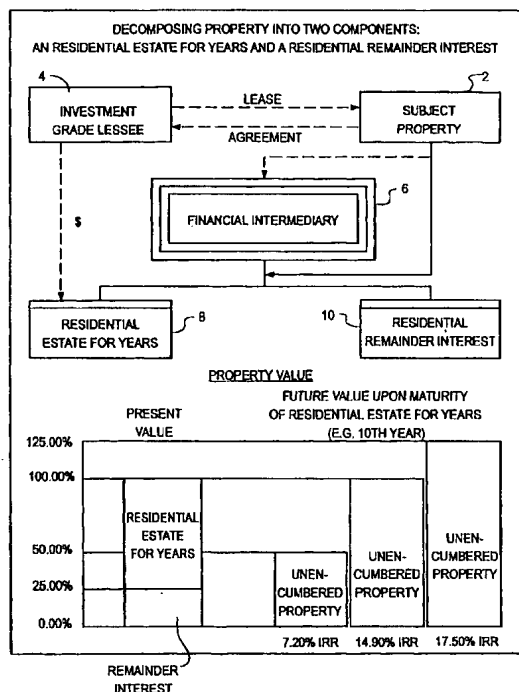 DECOMPOSING PROPERTY INTO TWO COMPONENTS:
AN RESIDENTIAL ESTATE FOR YEARS AND A RESIDENTIAL REMAINDER INTEREST
4
2
INVESTMENT
GRADE LESSEE
LEASE
AGREEMENT
SUBJECT
PROPERTY
6
FINANCIAL INTERMEDIARY
$
RESIDENTIAL
ESTATE FOR YEARS
8
10
RESIDENTIAL
REMAINDER INTEREST
PROPERTY VALUE
PRESENT
VALUE
FUTURE VALUE UPON MATURITY
OF RESIDENTIAL ESTATE FOR YEARS
(E.G. 10TH YEAR)
125.00%
100.00%
50.00%
25.00%
0.00%
RESIDENTIAL
ESTATE
FOR YEARS
UNEN-
CUMBERED
PROPERTY
UNEN-
CUMBERED
PROPERTY
UNEN-
CUMBERED
PROPERTY
7.20% IRR
14.90% IRR
17.50% IRR
REMAINDER
INTEREST